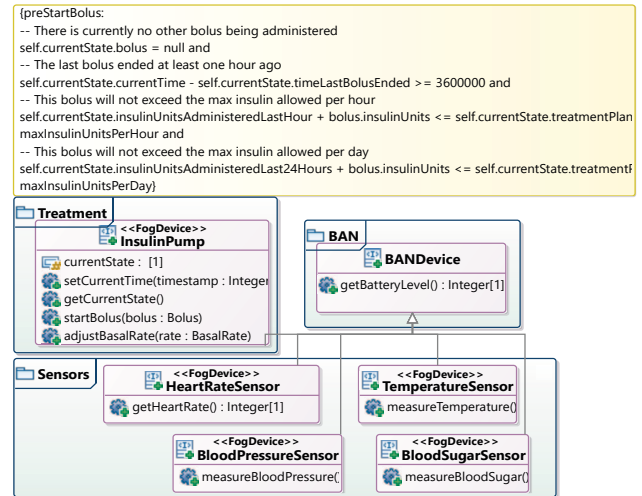 {preStartBolus:
-- There is currently no other bolus being administered
self.currentState.bolus = null and
-- The last bolus ended at least one hour ago
self.currentState.currentTime - self.currentState.timeLastBolusEnded >= 3600000 and
-- This bolus will not exceed the max insulin allowed per hour
self.currentState.insulinUnitsAdministeredLastHour + bolus.insulinUnits <= self.currentState.treatmentPlan
maxInsulinUnitsPerHour and
-- This bolus will not exceed the max insulin allowed per day
self.currentState.insulinUnitsAdministeredLast24Hours + bolus.insulinUnits <= self.currentState.treatment
maxInsulinUnitsPerDay}
Treatment
<<FogDevice>>
InsulinPump
currentState : [1]
setCurrentTime(timestamp : Integer
getCurrentState()
startBolus(bolus : Bolus)
adjustBasalRate(rate : BasalRate)
BAN
BANDevice
getBatteryLevel() : Integer[1]
Sensors
<<FogDevice>>
HeartRateSensor
getHeartRate() : Integer[1]
<<FogDevice>>
TemperatureSensor
measureTemperature()
<<FogDevice>>
BloodPressureSensor
measureBloodPressure(
<<FogDevice>>
BloodSugarSensor
measureBloodSugar()